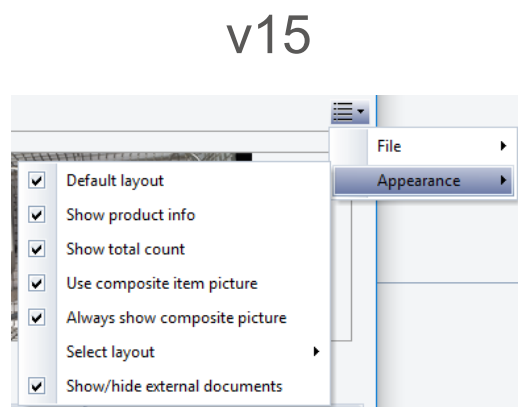 v15
File
Appearance
Default layout
Show product info
Show total count
Use composite item picture
Always show composite picture
Select layout
Show/hide external documents